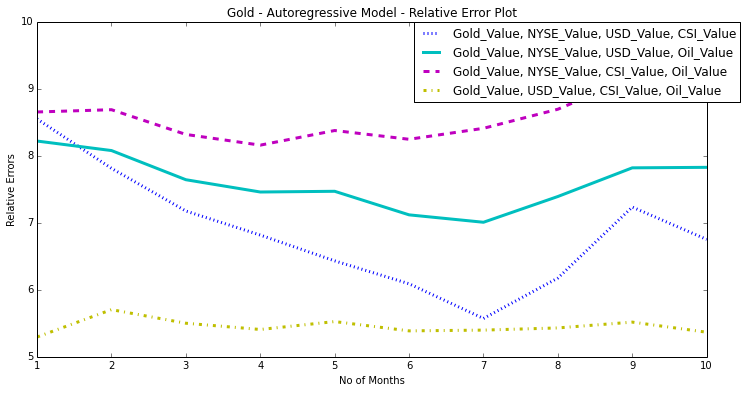 Gold - Autoregressive Model - Relative Error Plot
Gold_Value, NYSE_Value, USD_Value, CSI_Value
Gold_Value, NYSE_Value, USD_Value, Oil_Value
Gold_Value, NYSE_Value, CSI_Value, Oil_Value
Gold_Value, USD_Value, CSI_Value, Oil_Value
Relative Errors
10
9
8
7
6
5
1 2 3 4 5 6 7 8 9 10
No of Months